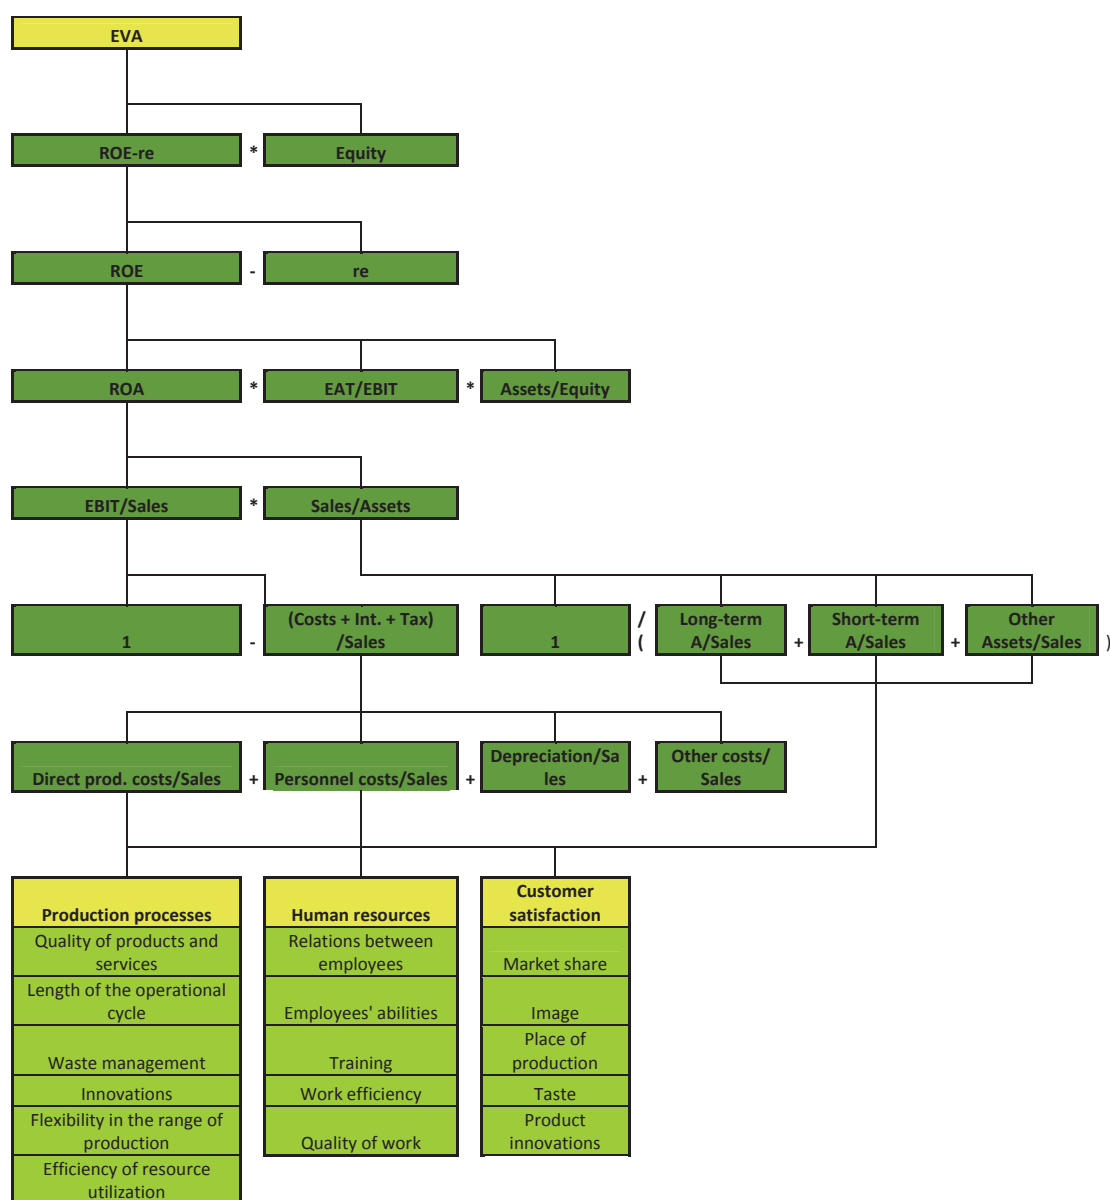 EVA
ROE-re * Equity
ROE - re
ROA * EAT/EBIT * Assets/Equity
EBIT/Sales * Sales/Assets
(Costs + Int. + Tax) / Long-term Short-term Other
1 - /Sales 1 ( A/Sales + A/Sales + Assets/Sales )
Depreciation/Sa Other costs/
Direct prod. costs/Sales + Personnel costs/Sales + les + Sales
Production processes
Quality of products and
services
Length of the operational
cycle
Waste management
Innovations
Flexibility in the range of
production
Efficiency of resource
utilization
Human resources
Relations between
employees
Employees' abilities
Training
Work efficiency
Quality of work
Customer
satisfaction
Market share
Image
Place of
production
Taste
Product
innovations